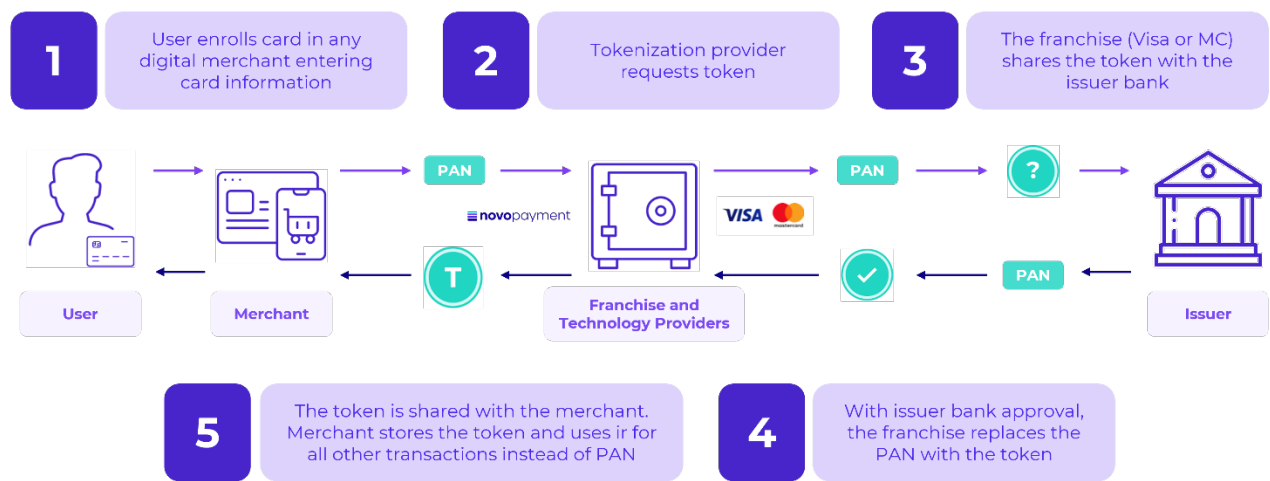 1
User enrolls card in any
digital merchant entering
card information
2
Tokenization provider
requests token
3
The franchise (Visa or MC)
shares the token with the
issuer bank
PAN
PAN
?
novopayment
VISA
mastercard
T
PAN
User
Merchant
Franchise and
Technology Providers
Issuer
5
The token is shared with the merchant.
Merchant stores the token and uses ir for
all other transactions instead of PAN
4
With issuer bank approval,
the franchise replaces the
PAN with the token